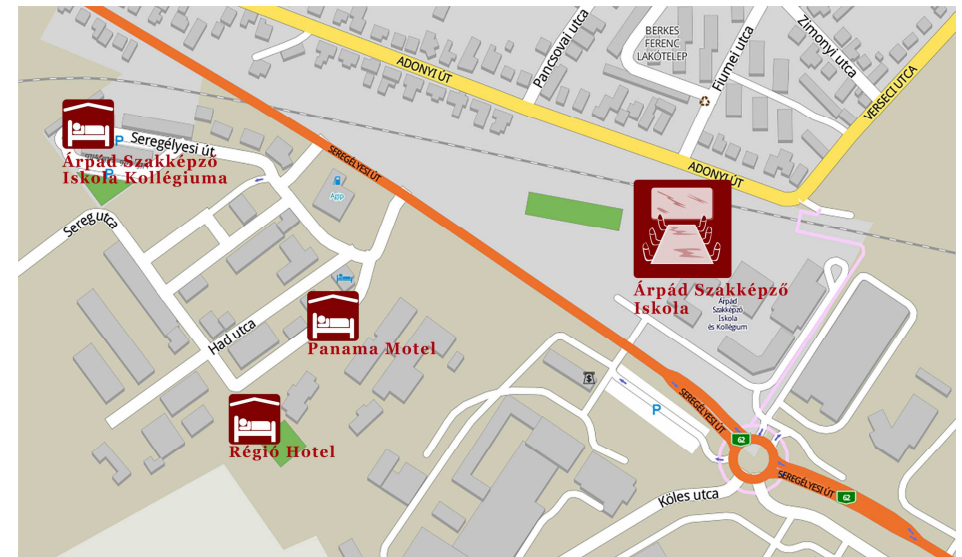 Pancsovai utca
BERKES
FERENC
LAKÓTELEP
Fiumei utca
Zimonyi utca
VERSECI UTCA
ADONYI ÚT
ADONYI ÚT
SEREGÉLYESI ÚT
P
Seregélyesi út
Árpád Szakképző
Iskola Kollégiuma
P
App
Sereg utca
Had utca
Panama Motel
Régió Hotel
Árpád Szakképző
Iskola
Árpád
Szakképző
Iskola
és Kollégium
$
P
SEREGÉLYESI ÚT
62
SEREGÉLYESI ÚT
62
Köles utca